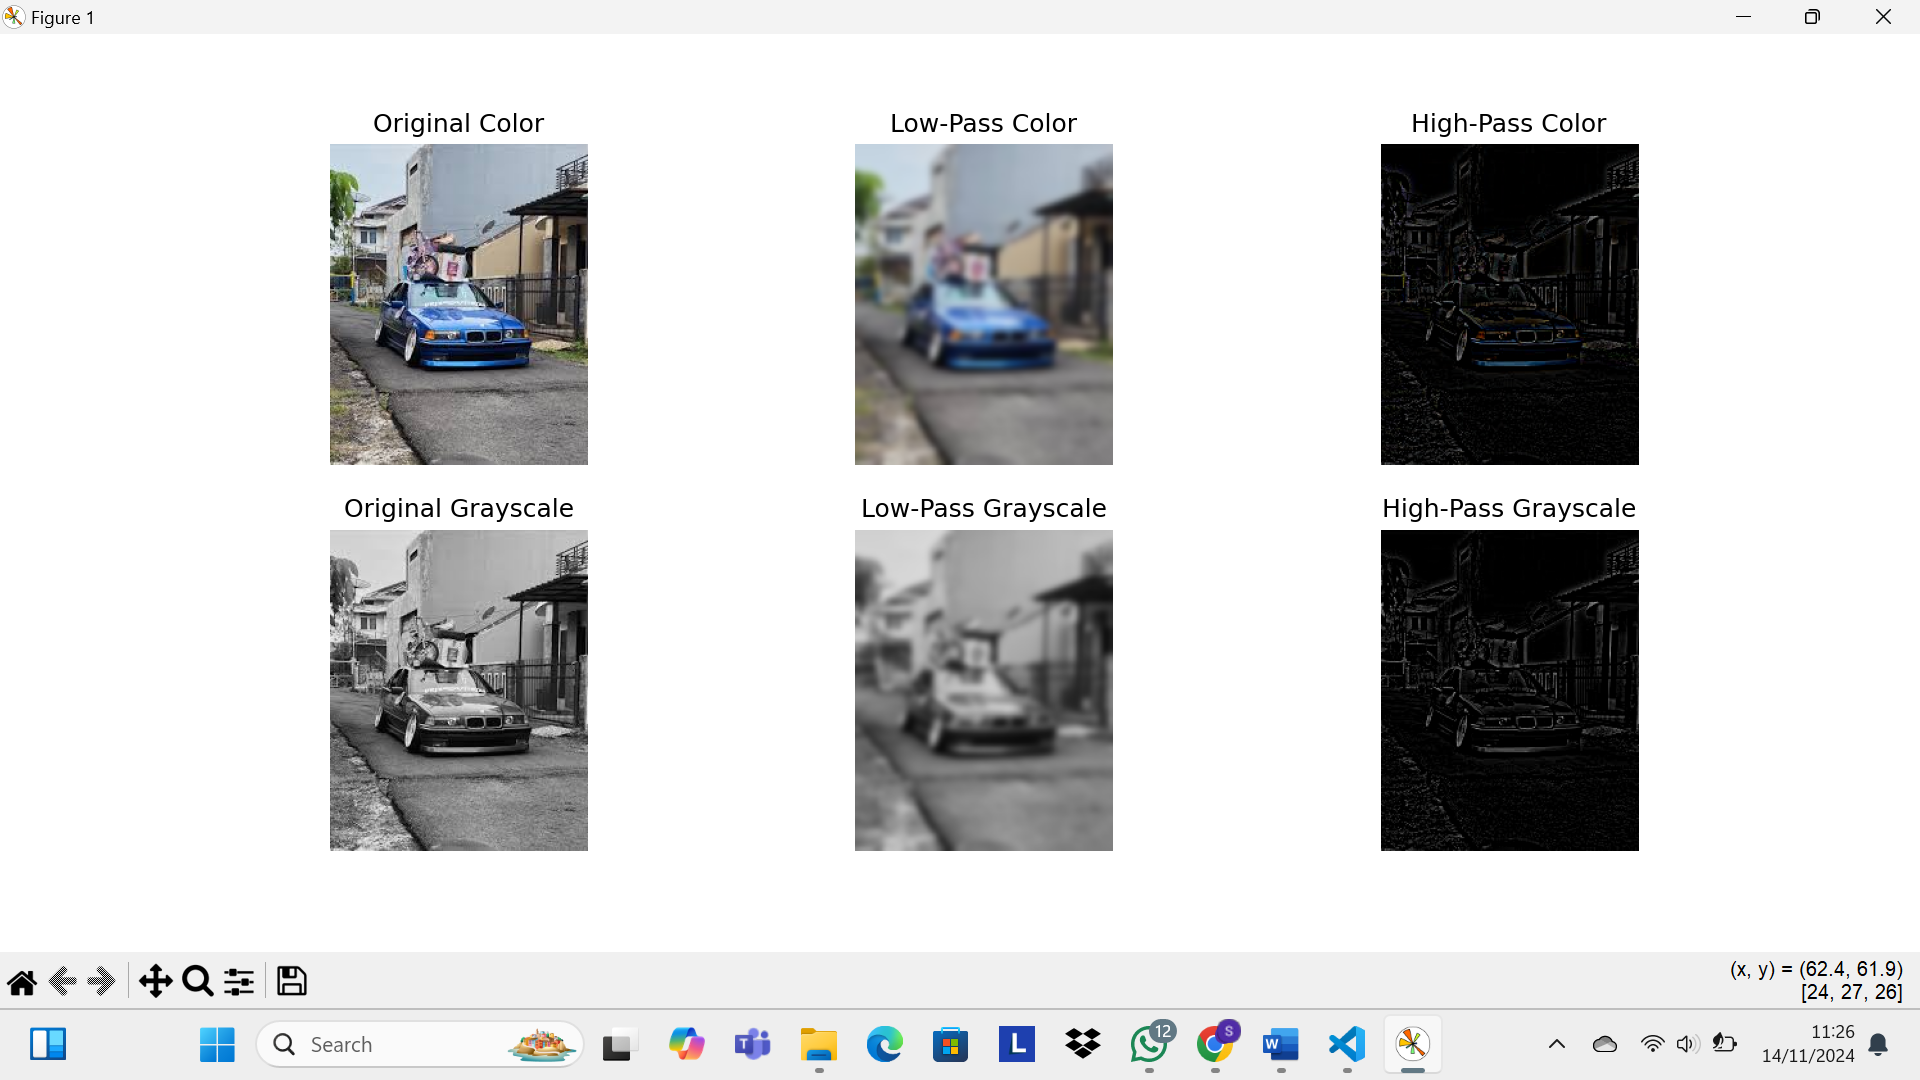 Figure 1
Original Color
Low-Pass Color
High-Pass Color
Original Grayscale
Low-Pass Grayscale
High-Pass Grayscale
(x, y) = (62.4, 61.9)
[24, 27, 26]
Search
T
L
12
S
W
11:26
14/11/2024